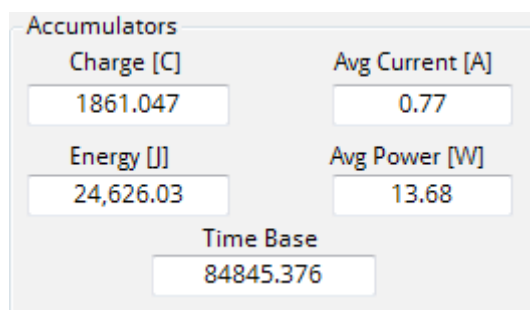 Accumulators
Charge [C] Avg Current [A]
1861.047 0.77
Energy [J] Avg Power [W]
24,626.03 13.68
Time Base
84845.376